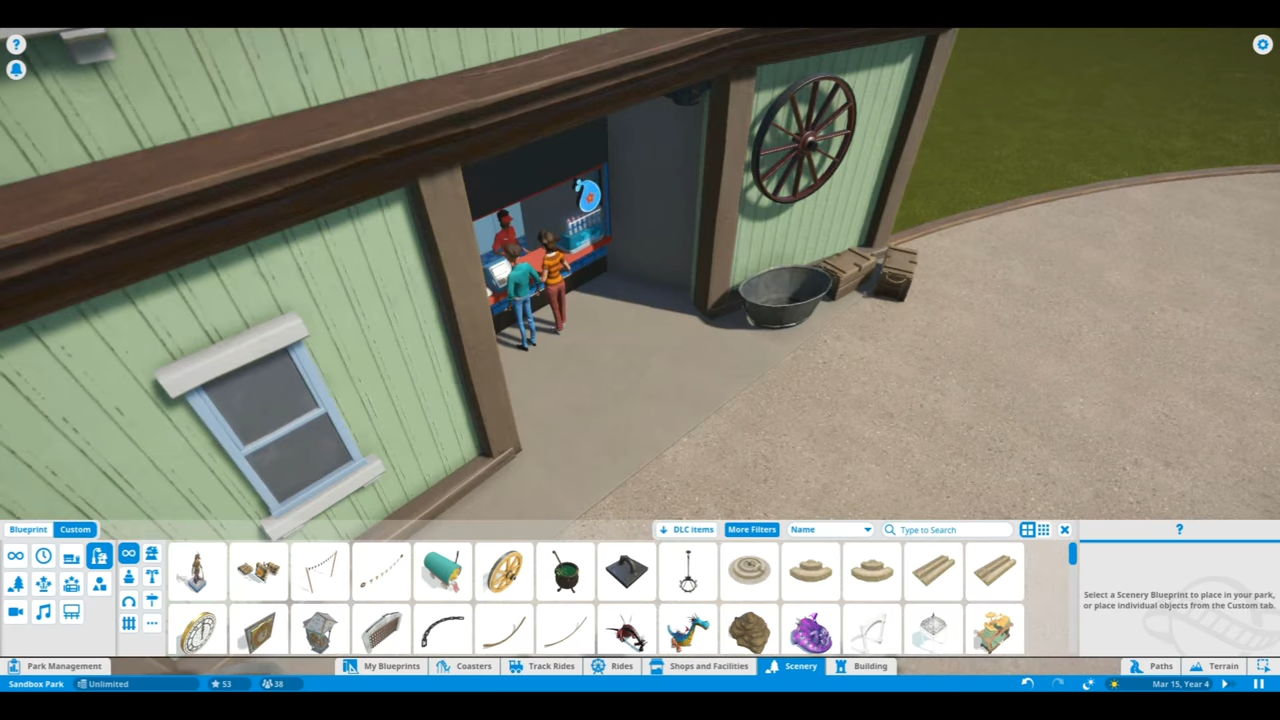 Blueprint
Custom
DLC items
More Filters
Name
Type to Search
?
?
?
Select a Scenery Blueprint to place in your park,
or place individual objects from the Custom tab.
Park Management
My Blueprints
Coasters
Track Rides
Rides
Shops and Facilities
Scenery
Building
Paths
Terrain
Sandbox Park
Unlimited
53
38
Mar 15, Year 4